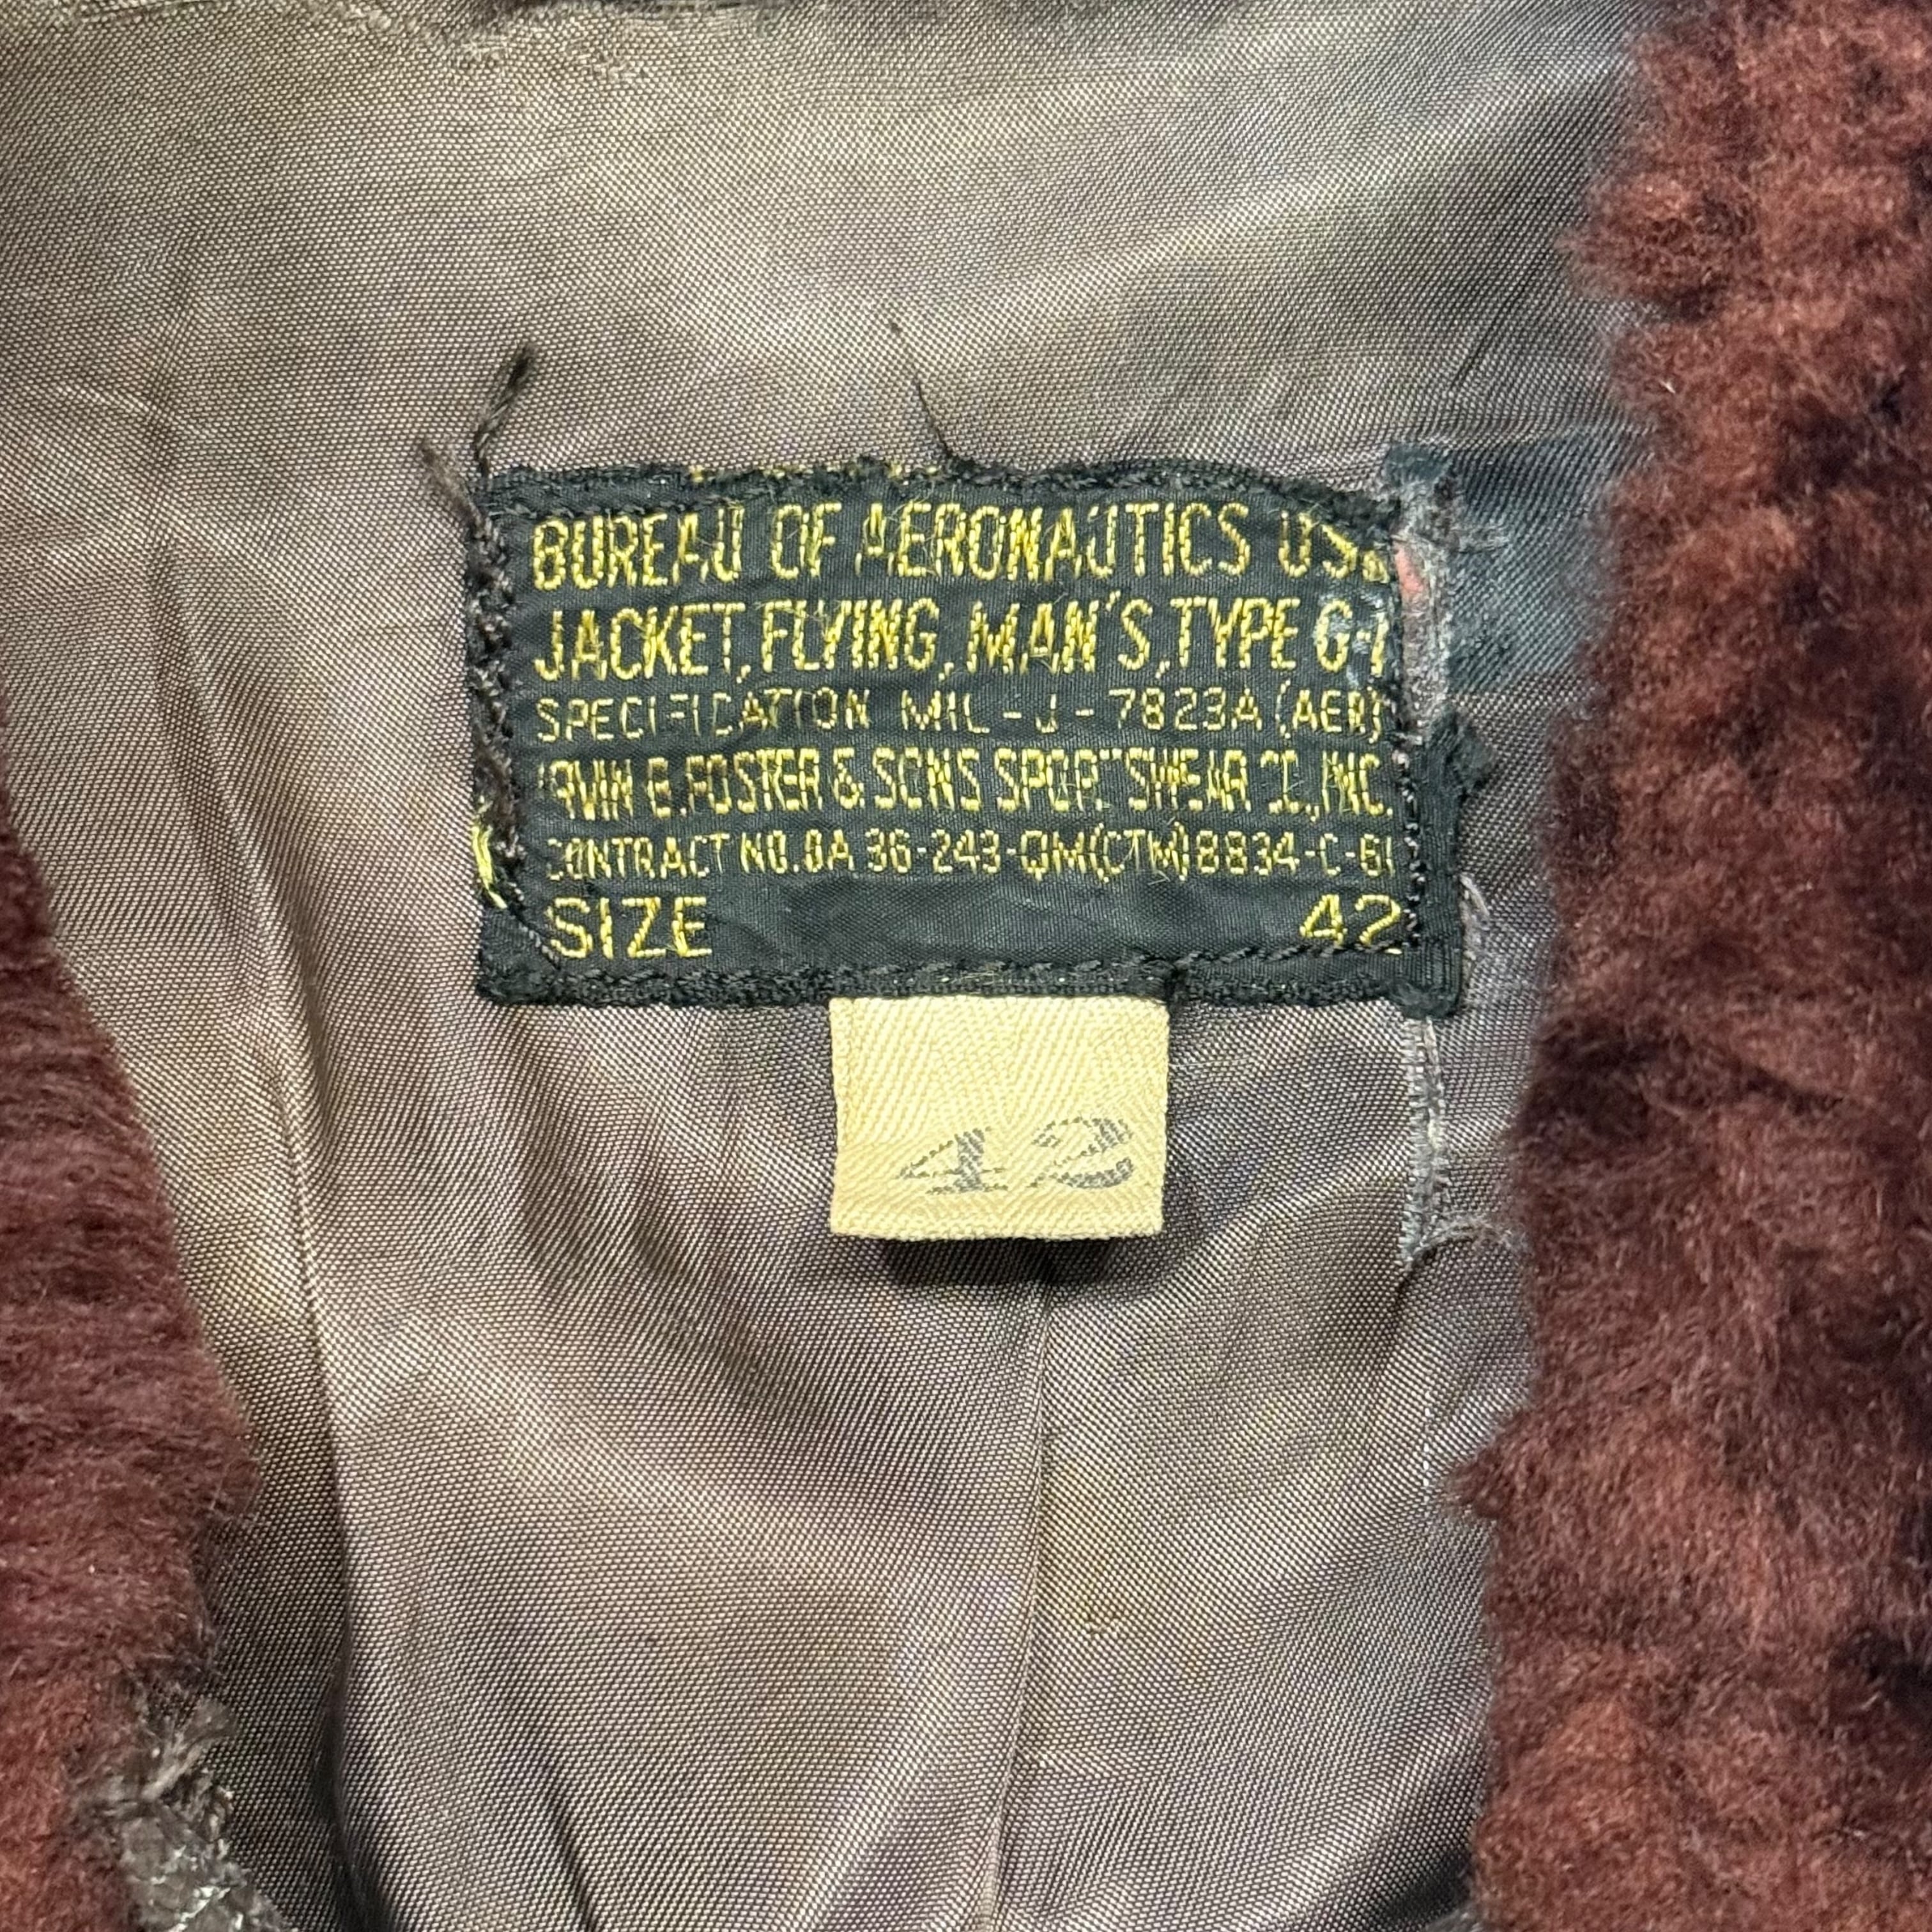 BUREAU OF AERONAUTICS US.
JACKET, FLYING, MAN'S, TYPE G-1
SPECIFICATION MIL-J-7823A (AER)
IRVIN B. FOSTER & SONS SPORTSWEAR CO., INC.
CONTRACT NO. DA 36-243-QM(CTM)8834-C-61
SIZE 42
42